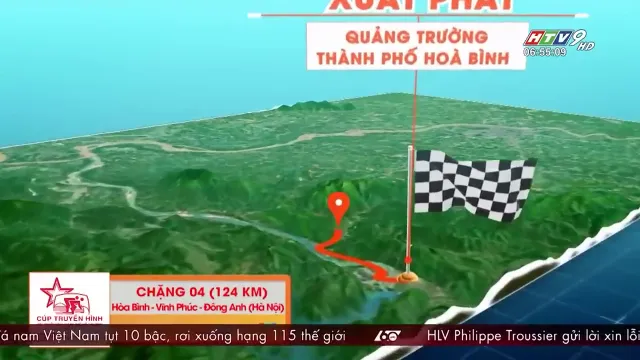 XUẤT PHÁT
QUẢNG TRƯỜNG
THÀNH PHỐ HOÀ BÌNH
HTV9 HD
06:55:09
CHẶNG 04 (124 KM)
Hòa Bình - Vĩnh Phúc - Đông Anh (Hà Nội)
CÚP TRUYỀN HÌNH
á nam Việt Nam tụt 10 bậc, rơi xuống hạng 115 thế giới
HLV Philippe Troussier gửi lời xin lỗi